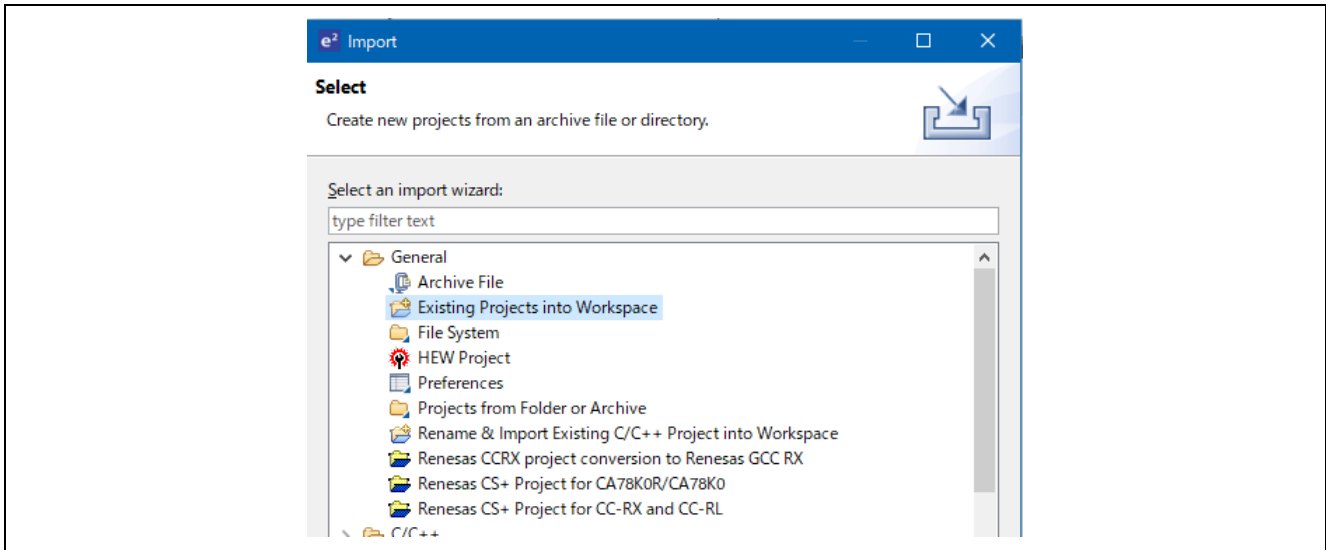 e² Import
Select
Create new projects from an archive file or directory.
Select an import wizard:
type filter text
General
Archive File
Existing Projects into Workspace
File System
HEW Project
Preferences
Projects from Folder or Archive
Rename & Import Existing C/C++ Project into Workspace
Renesas CCRX project conversion to Renesas GCC RX
Renesas CS+ Project for CA78K0R/CA78K0
Renesas CS+ Project for CC-RX and CC-RL
C/C++